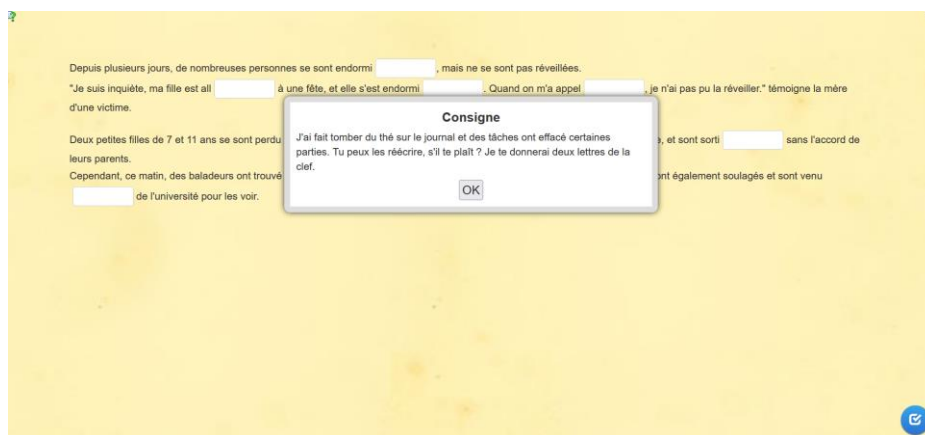 Depuis plusieurs jours, de nombreuses personnes se sont endormi , mais ne se sont pas réveillées.
"Je suis inquiète, ma fille est all à une fête, et elle s'est endormi . Quand on m'a appel , je n'ai pas pu la réveiller." témoigne la mère
d'une victime.
Consigne
J'ai fait tomber du thé sur le journal et des tâches ont effacé certaines
parties. Tu peux les réécrire, s'il te plaît ? Je te donnerai deux lettres de la
clef.
OK
Deux petites filles de 7 et 11 ans se sont perdu , et sont sorti sans l'accord de
leurs parents.
Cependant, ce matin, des baladeurs ont trouvé nt également soulagés et sont venu
de l'université pour les voir.